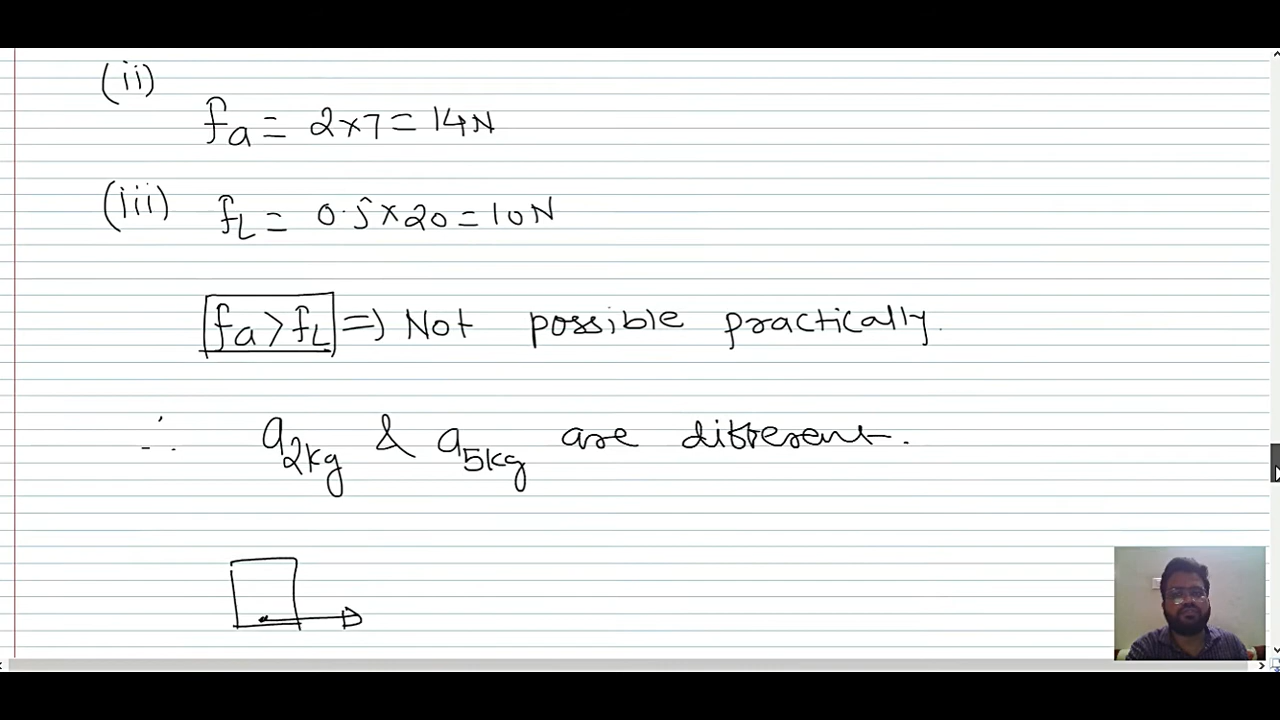 (ii)
fa = 2×7 = 14N
(iii) fL = 0.5×20 = 10N
fa > fL => Not possible practically.
∴ a2kg & a5kg are different.